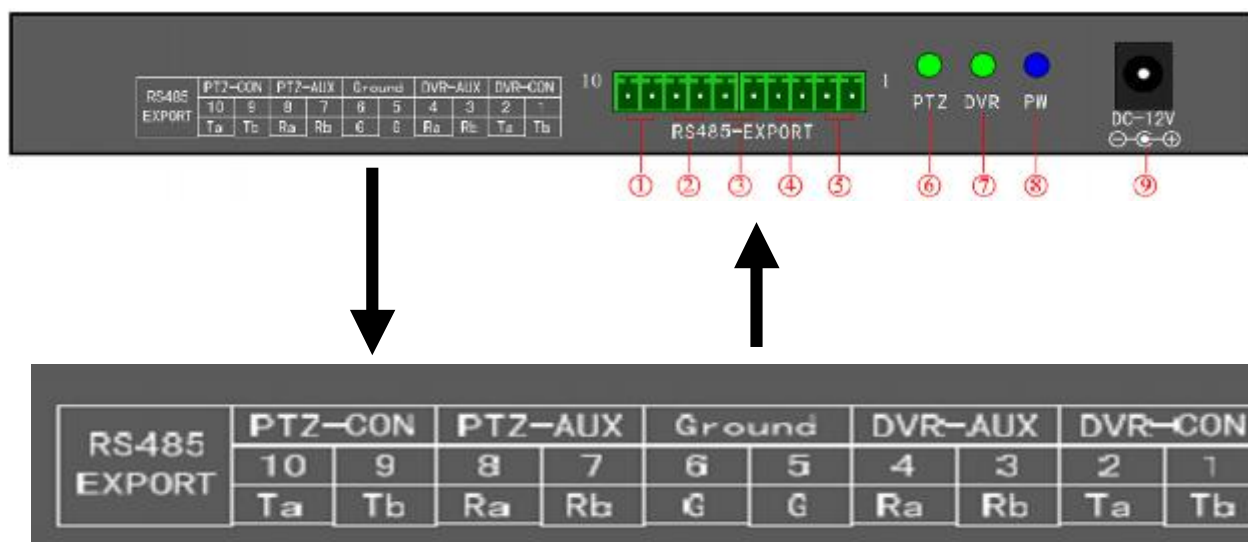 RS485 EXPORT
PTZ-CON PTZ-AUX Ground DVR-AUX DVR-CON
10 9 8 7 6 5 4 3 2 1
Ta Tb Ra Rb G G Ra Rb Ta Tb
10 1
RS485-EXPORT
PTZ DVR PW
DC-12V
① ② ③ ④ ⑤ ⑥ ⑦ ⑧ ⑨
RS485 EXPORT
PTZ-CON PTZ-AUX Ground DVR-AUX DVR-CON
10 9 8 7 6 5 4 3 2 1
Ta Tb Ra Rb G G Ra Rb Ta Tb